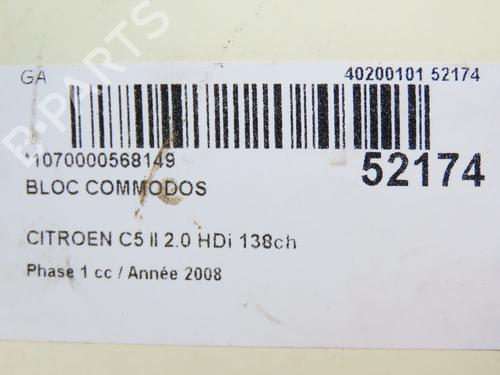 GA 40200101 52174
11070000568149 52174
BLOC COMMODOS
CITROEN C5 II 2.0 HDi 138ch
Phase 1 cc / Année 2008
B-PARTS